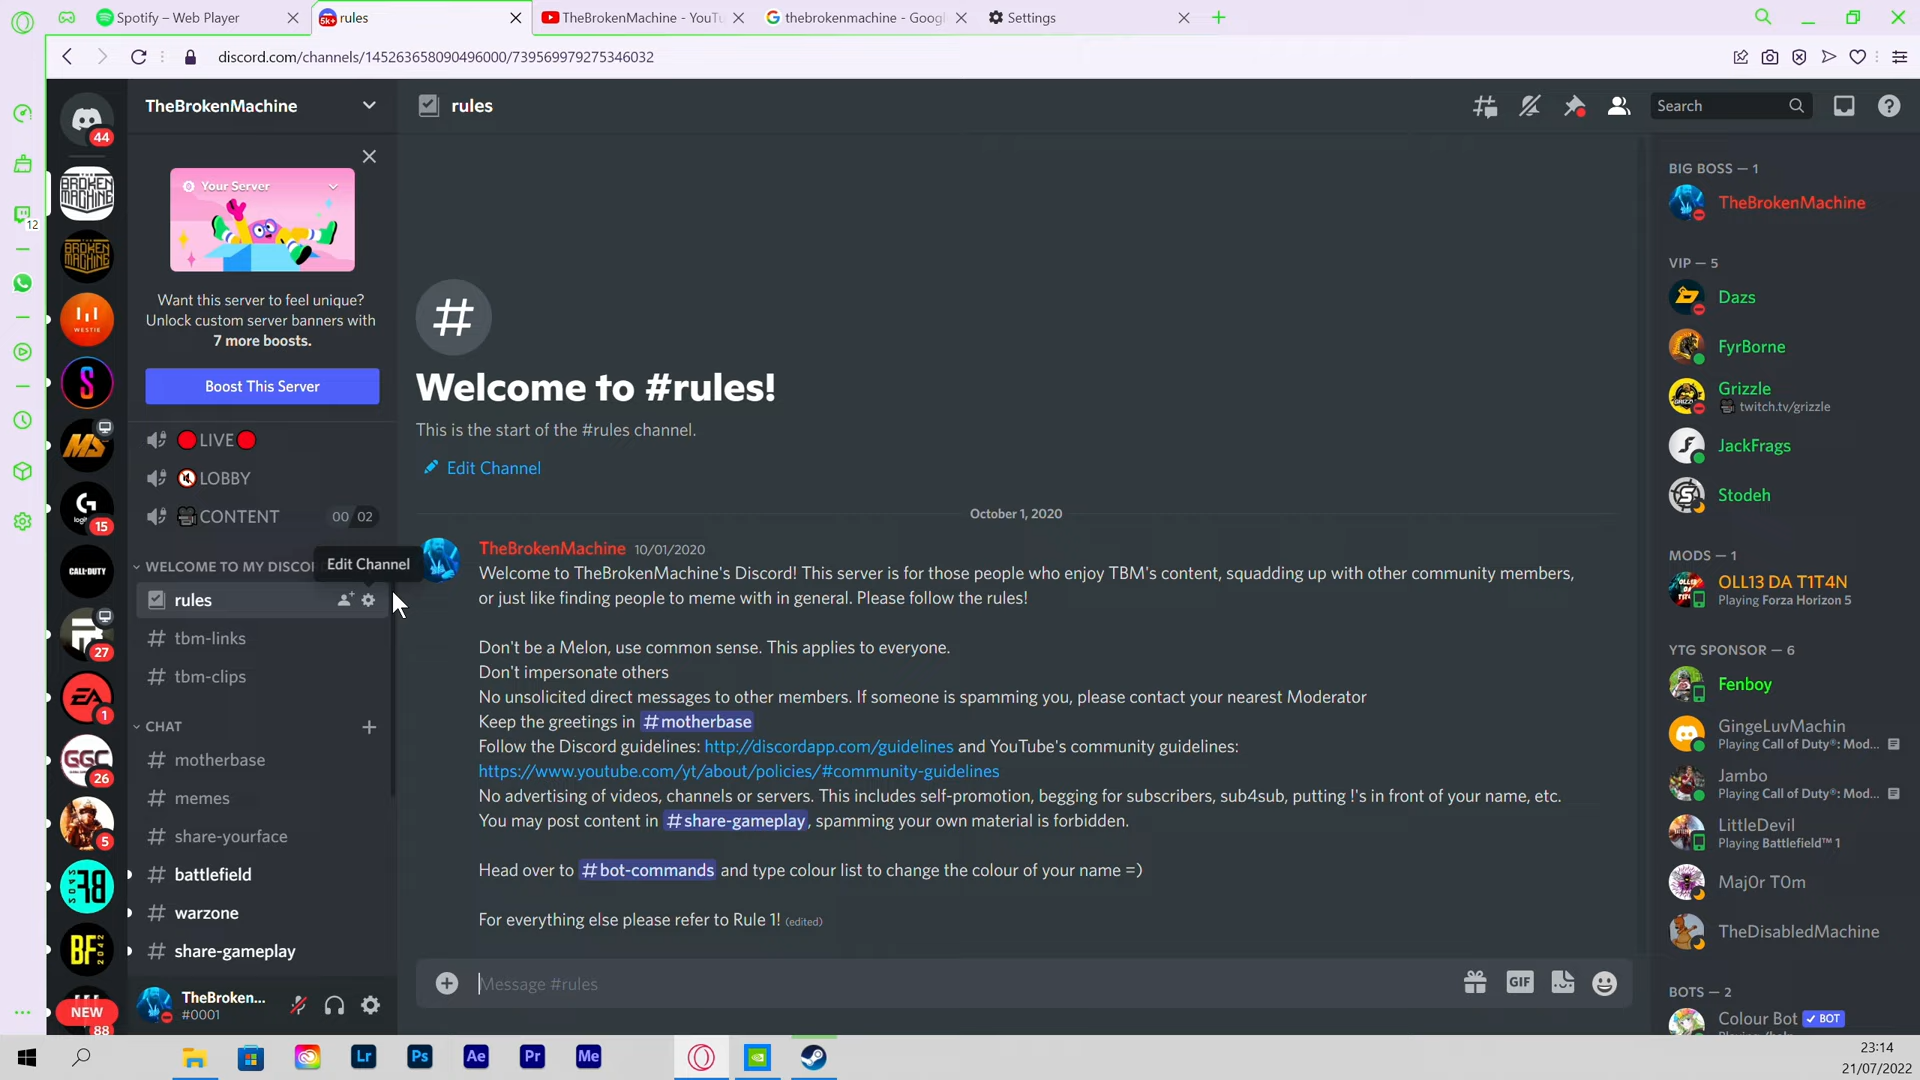 Spotify – Web Player
5k+
rules
TheBrokenMachine - YouTu
thebrokenmachine - Googl
Settings
discord.com/channels/145263658090496000/739569979275346032
44
TheBrokenMachine
rules
Search
BROKEN
MACHINE
12
BROKEN
MACHINE
WESTIE
15
CALL·DUTY
27
EA
1
GGC
26
5
BF
NEW
88
Your Server
Want this server to feel unique?
Unlock custom server banners with
7 more boosts.
Boost This Server
LIVE
LOBBY
CONTENT
00 02
WELCOME TO MY DISCO
Edit Channel
rules
tbm-links
tbm-clips
CHAT
motherbase
memes
share-yourface
battlefield
warzone
share-gameplay
TheBroken...
#0001
Welcome to #rules!
This is the start of the #rules channel.
Edit Channel
October 1, 2020
TheBrokenMachine 10/01/2020
Welcome to TheBrokenMachine's Discord! This server is for those people who enjoy TBM's content, squadding up with other community members,
or just like finding people to meme with in general. Please follow the rules!
Don't be a Melon, use common sense. This applies to everyone.
Don't impersonate others
No unsolicited direct messages to other members. If someone is spamming you, please contact your nearest Moderator
Keep the greetings in #motherbase
Follow the Discord guidelines: http://discordapp.com/guidelines and YouTube's community guidelines:
https://www.youtube.com/yt/about/policies/#community-guidelines
No advertising of videos, channels or servers. This includes self-promotion, begging for subscribers, sub4sub, putting !'s in front of your name, etc.
You may post content in #share-gameplay, spamming your own material is forbidden.
Head over to #bot-commands and type colour list to change the colour of your name =)
For everything else please refer to Rule 1! (edited)
Message #rules
GIF
BIG BOSS — 1
TheBrokenMachine
VIP — 5
Dazs
FyrBorne
Grizzle
twitch.tv/grizzle
JackFrags
Stodeh
MODS — 1
OLL13 DA T1T4N
Playing Forza Horizon 5
YTG SPONSOR — 6
Fenboy
GingeLuvMachin
Playing Call of Duty®: Mod...
Jambo
Playing Call of Duty®: Mod...
LittleDevil
Playing Battlefield™ 1
Maj0r T0m
TheDisabledMachine
BOTS — 2
Colour Bot ✓ BOT
Lr
Ps
Ae
Pr
Me
23:14
21/07/2022